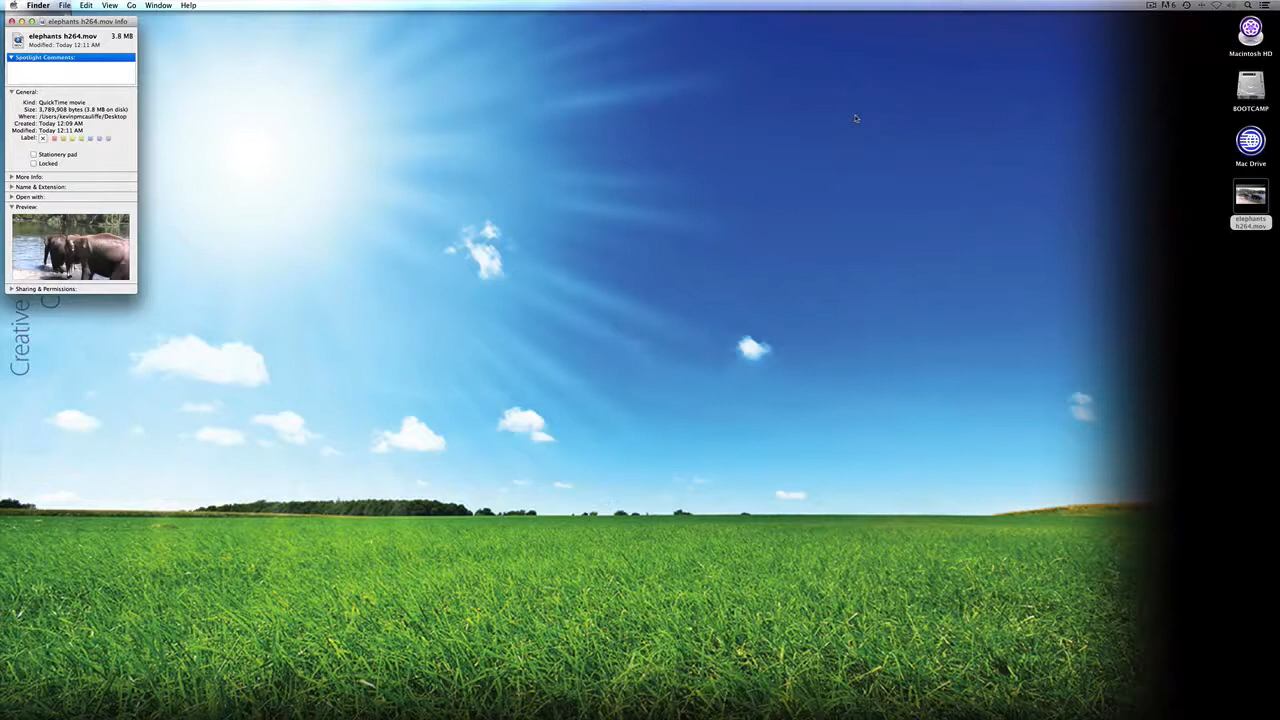 Finder File Edit View Go Window Help
6
elephants h264.mov Info
elephants h264.mov 3.8 MB
Modified: Today 12:11 AM
Spotlight Comments:
General:
Kind: QuickTime movie
Size: 3,789,908 bytes (3.8 MB on disk)
Where: /Users/kevinpmcauliffe/Desktop
Created: Today 12:09 AM
Modified: Today 12:11 AM
Label:
Stationery pad
Locked
More Info:
Name & Extension:
Open with:
Preview:
Sharing & Permissions:
Creative
C
Macintosh HD
BOOTCAMP
Mac Drive
elephants
h264.mov